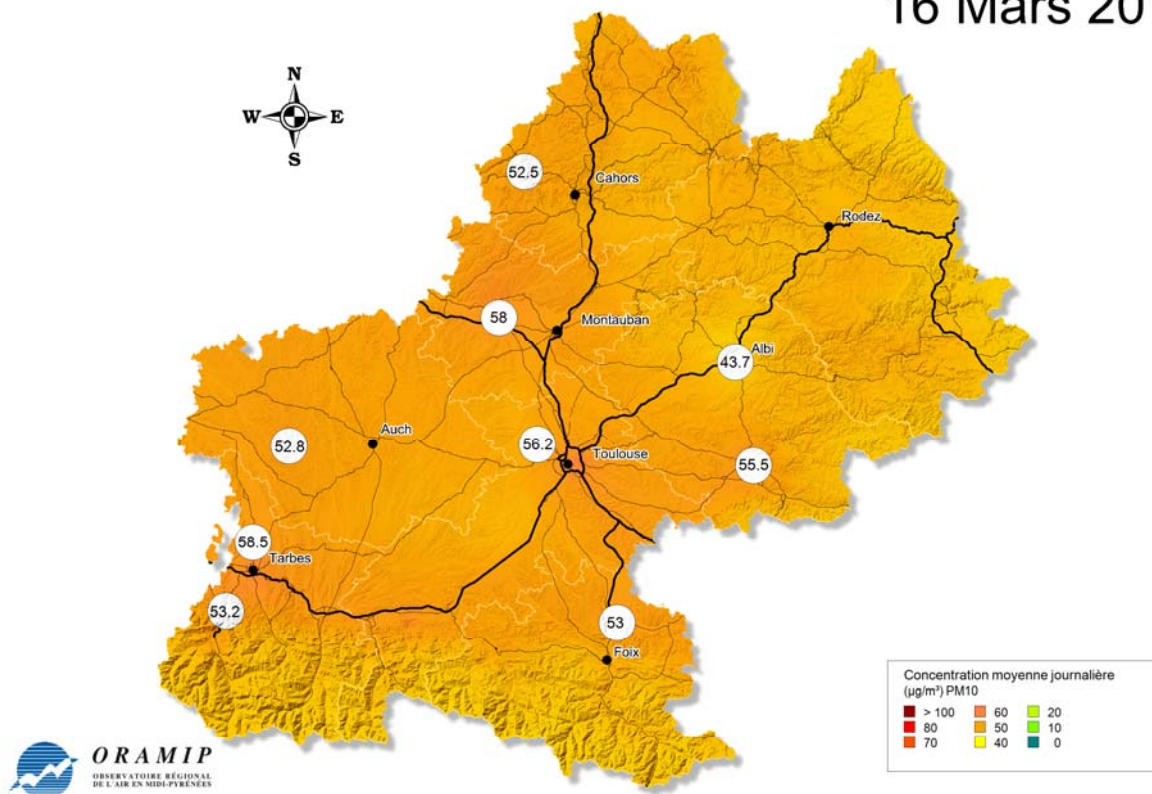 16 Mars 20
N
W E
S
52.5
Cahors
Rodez
58
Montauban
Albi
43.7
Auch
52.8
56.2
Toulouse
55.5
58.5
Tarbes
53.2
53
Foix
Concentration moyenne journalière
(µg/m³) PM10
> 100 60 20
80 50 10
70 40 0
ORAMIP
OBSERVATOIRE RÉGIONAL
DE L'AIR EN MIDI-PYRÉNÉES